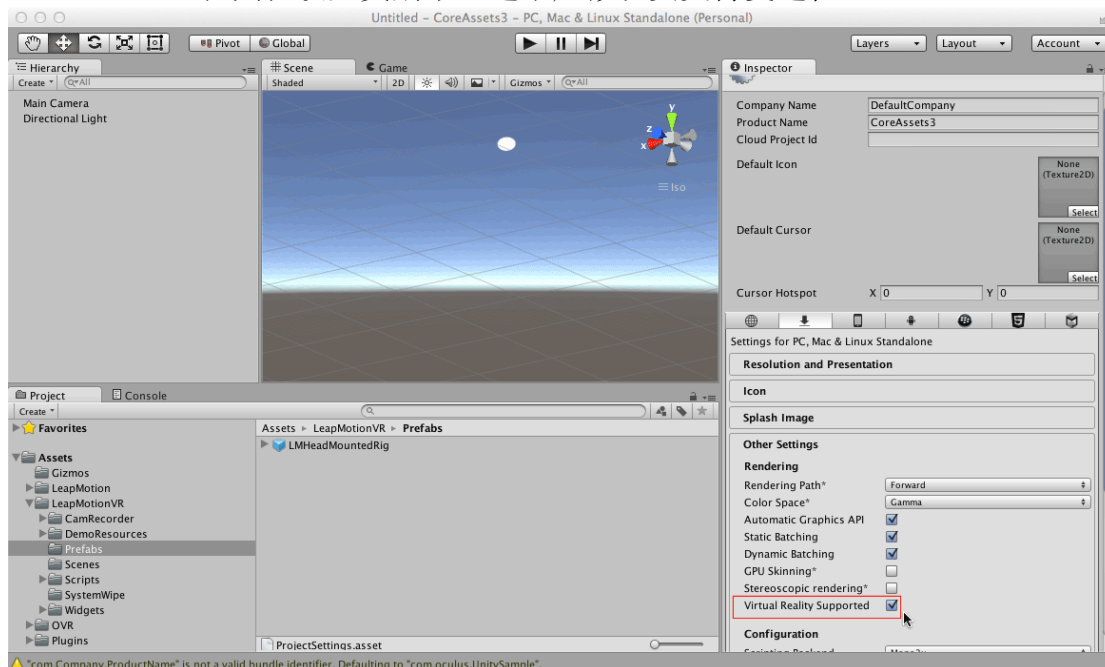 Untitled – CoreAssets3 – PC, Mac & Linux Standalone (Personal)
Pivot
Global
Layers
Layout
Account
Hierarchy
Create
All
Main Camera
Directional Light
Scene
Game
Shaded
2D
Gizmos
All
y
z
x
Iso
Project
Console
Create
Favorites
Assets
Gizmos
LeapMotion
LeapMotionVR
CamRecorder
DemoResources
Prefabs
Scenes
Scripts
SystemWipe
Widgets
OVR
Plugins
Assets ▸ LeapMotionVR ▸ Prefabs
LMHeadMountedRig
ProjectSettings.asset
Inspector
Company Name DefaultCompany
Product Name CoreAssets3
Cloud Project Id
Default Icon
None
(Texture2D)
Select
Default Cursor
None
(Texture2D)
Select
Cursor Hotspot X 0 Y 0
Settings for PC, Mac & Linux Standalone
Resolution and Presentation
Icon
Splash Image
Other Settings
Rendering
Rendering Path* Forward
Color Space* Gamma
Automatic Graphics API
Static Batching
Dynamic Batching
GPU Skinning*
Stereoscopic rendering*
Virtual Reality Supported
Configuration
"com.Company.ProductName" is not a valid bundle identifier. Defaulting to "com.oculus.UnitySample"